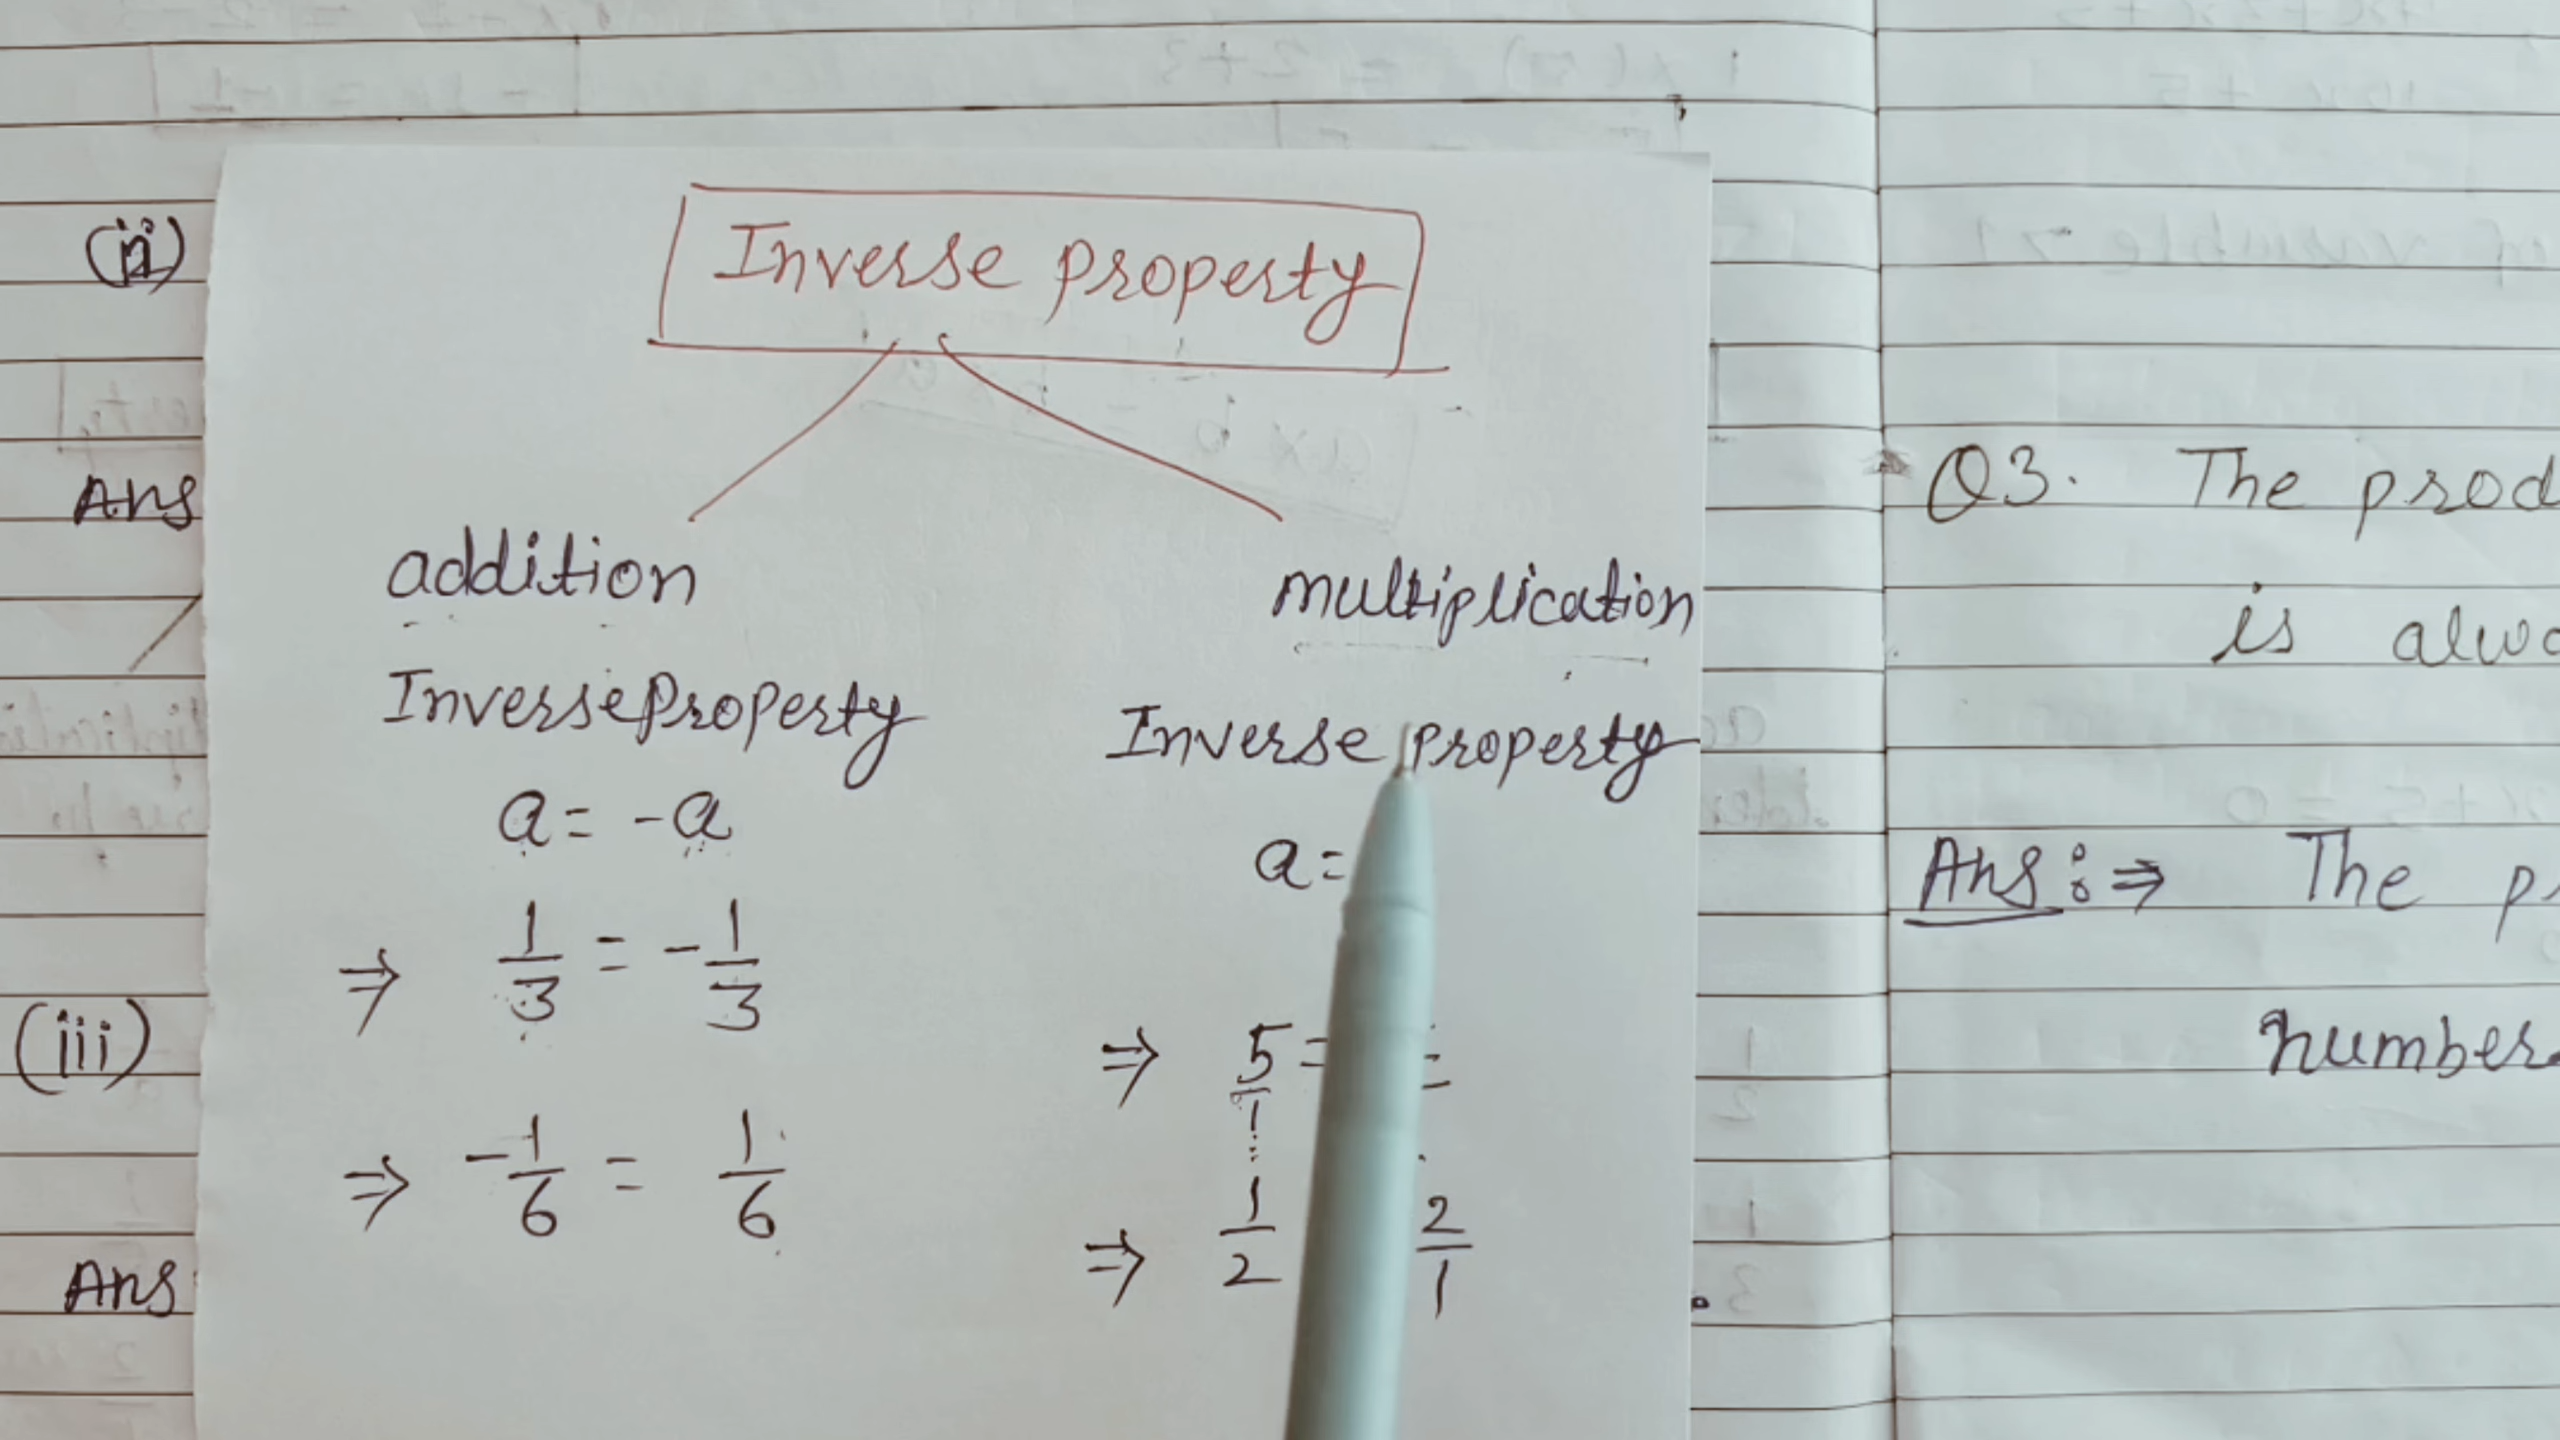 (ii)
Ans
(iii)
Ans
Inverse property
addition
Inverse Property
a = -a
⇒ 1/3 = -1/3
⇒ -1/6 = 1/6
multiplication
Inverse property
a =
⇒ 5/1 =
⇒ 1/2 2/1
Q3. The prod
is alwa
Ans : ⇒ The p
number